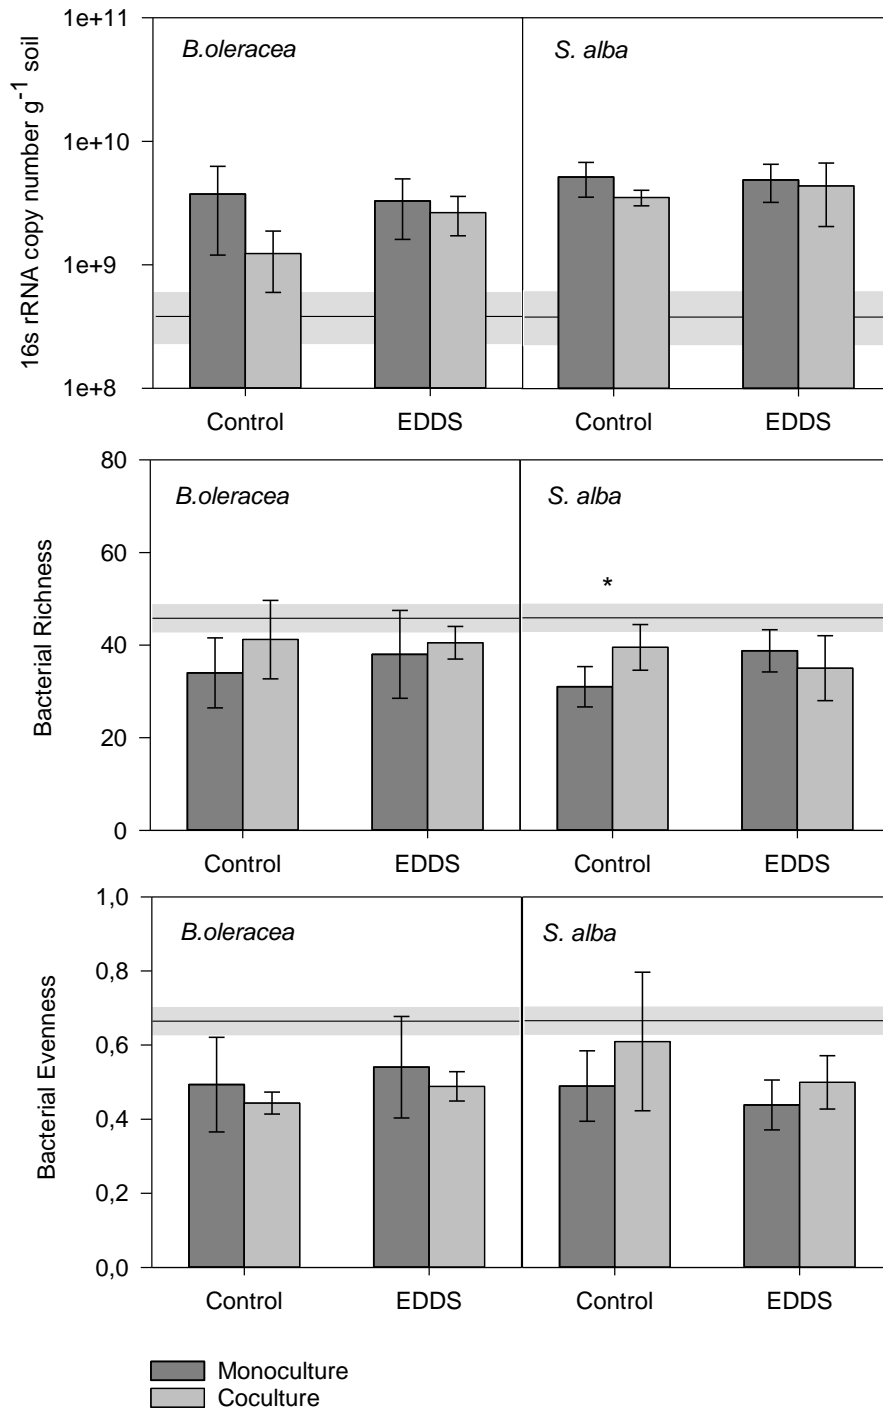 16s rRNA copy number g-1 soil
1e+11
1e+10
1e+9
1e+8
B.oleracea
S. alba
Control
EDDS
Control
EDDS
Bacterial Richness
80
60
40
20
0
B.oleracea
S. alba
*
Control
EDDS
Control
EDDS
Bacterial Evenness
1,0
0,8
0,6
0,4
0,2
0,0
B.oleracea
S. alba
Control
EDDS
Control
EDDS
Monoculture
Coculture